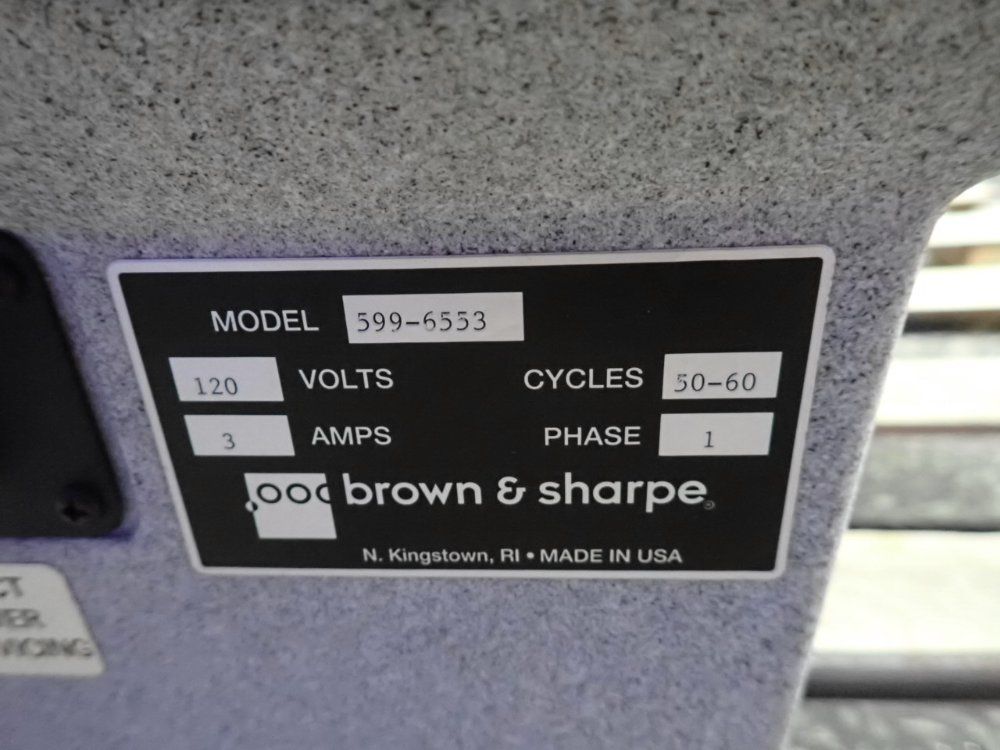 MODEL 599-6553
120 VOLTS CYCLES 50-60
3 AMPS PHASE 1
.000 brown & sharpe®
N. Kingstown, RI • MADE IN USA